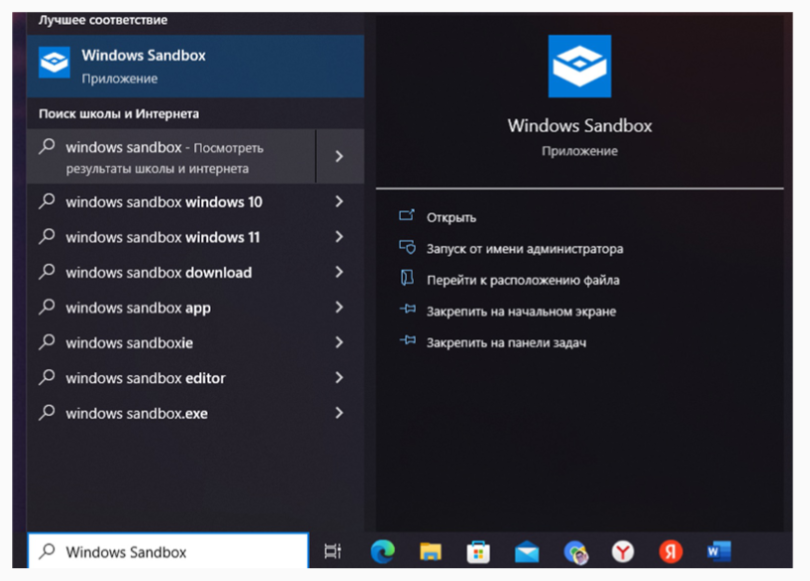 Лучшее соответствие
Windows Sandbox
Приложение
Поиск школы и Интернета
windows sandbox - Посмотреть
результаты школы и интернета
windows sandbox windows 10
windows sandbox windows 11
windows sandbox download
windows sandbox app
windows sandboxie
windows sandbox editor
windows sandbox.exe
Windows Sandbox
Windows Sandbox
Приложение
Открыть
Запуск от имени администратора
Перейти к расположению файла
Закрепить на начальном экране
Закрепить на панели задач
Y
Я
W